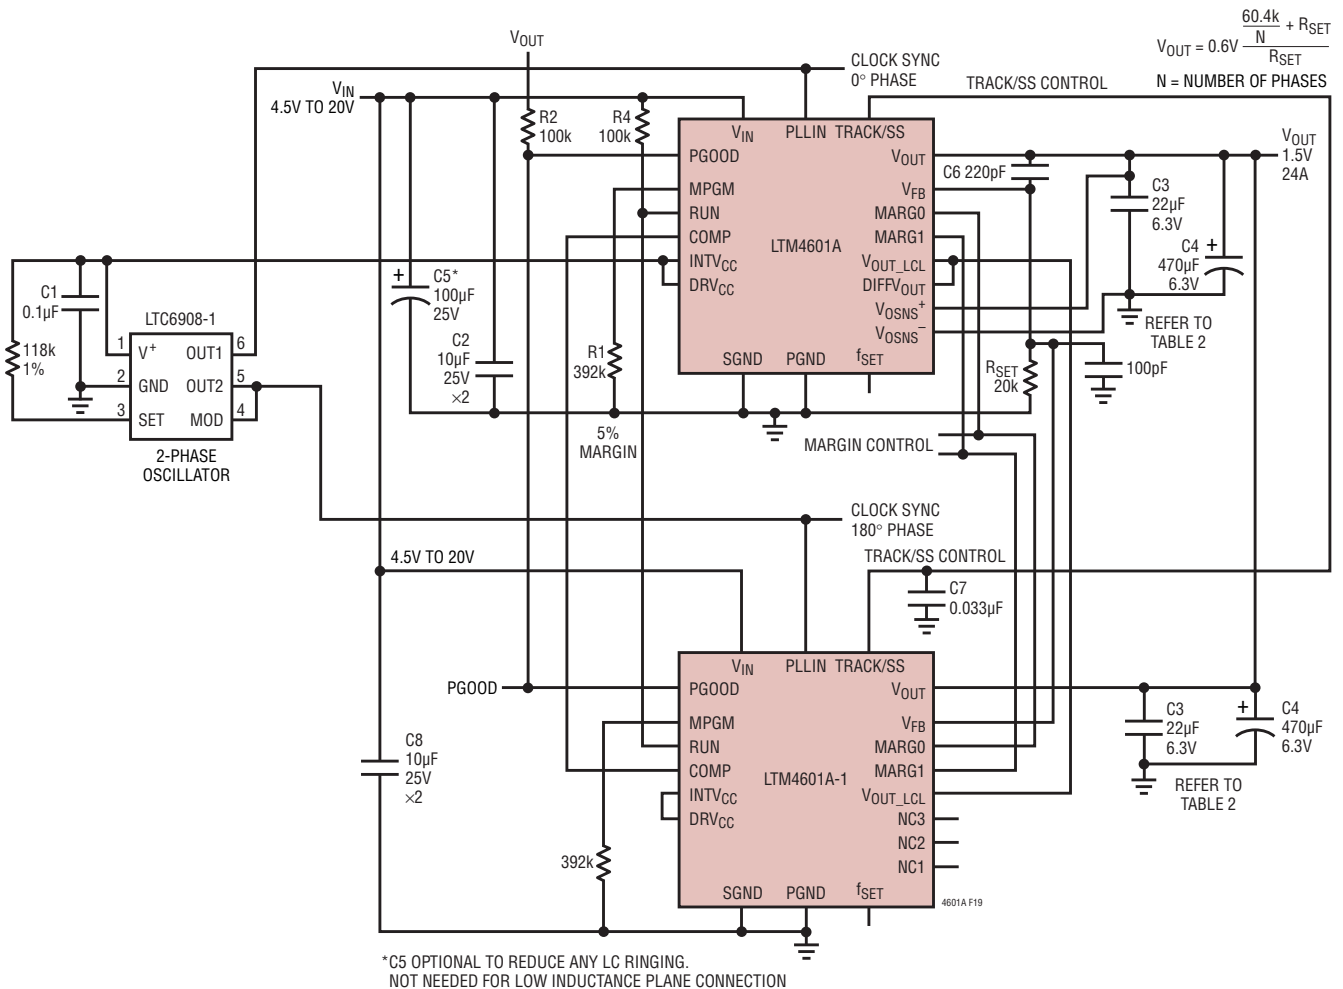 VOUT = 0.6V
60.4k
N
+ RSET
RSET
N = NUMBER OF PHASES
VOUT
CLOCK SYNC
0° PHASE
TRACK/SS CONTROL
VIN
4.5V TO 20V
R2
100k
R4
100k
VIN
PLLIN
TRACK/SS
PGOOD
MPGM
RUN
COMP
INTVCC
DRVCC
LTM4601A
VOUT
VFB
MARG0
MARG1
VOUT_LCL
DIFFVOUT
VOSNS+
VOSNS–
SGND
PGND
fSET
C6 220pF
VOUT
1.5V
24A
C3
22µF
6.3V
C4
+
470µF
6.3V
REFER TO
TABLE 2
C1
0.1µF
118k
1%
LTC6908-1
1
V+
OUT1
6
2
GND
OUT2
5
3
SET
MOD
4
2-PHASE
OSCILLATOR
+
C5*
100µF
25V
C2
10µF
25V
×2
R1
392k
5%
MARGIN
RSET
20k
100pF
MARGIN CONTROL
CLOCK SYNC
180° PHASE
4.5V TO 20V
TRACK/SS CONTROL
C7
0.033µF
PGOOD
VIN
PLLIN
TRACK/SS
PGOOD
MPGM
RUN
COMP
INTVCC
DRVCC
LTM4601A-1
VOUT
VFB
MARG0
MARG1
VOUT_LCL
NC3
NC2
NC1
SGND
PGND
fSET
C8
10µF
25V
×2
392k
C3
22µF
6.3V
+
C4
470µF
6.3V
REFER TO
TABLE 2
4601A F19
*C5 OPTIONAL TO REDUCE ANY LC RINGING.
NOT NEEDED FOR LOW INDUCTANCE PLANE CONNECTION